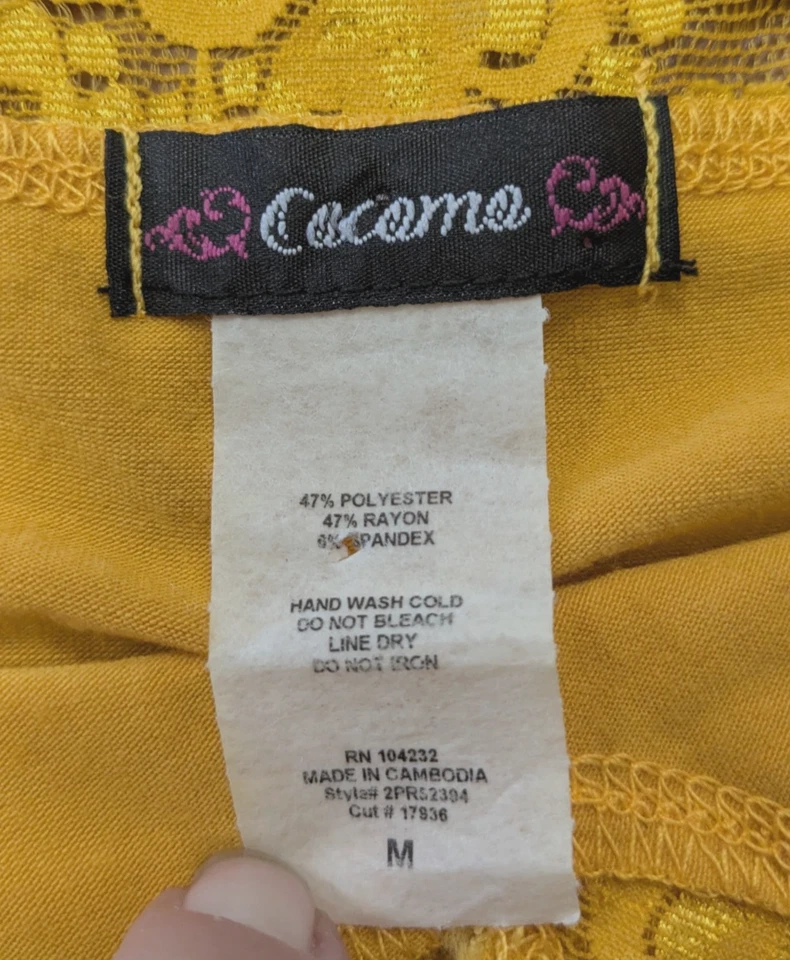 Cocomo
47% POLYESTER
47% RAYON
6% SPANDEX
HAND WASH COLD
DO NOT BLEACH
LINE DRY
DO NOT IRON
RN 104232
MADE IN CAMBODIA
Style# 2PR52394
Cut # 17936
M